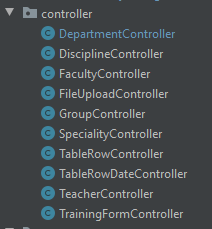 controller
DepartmentController
DisciplineController
FacultyController
FileUploadController
GroupController
SpecialityController
TableRowController
TableRowDateController
TeacherController
TrainingFormController